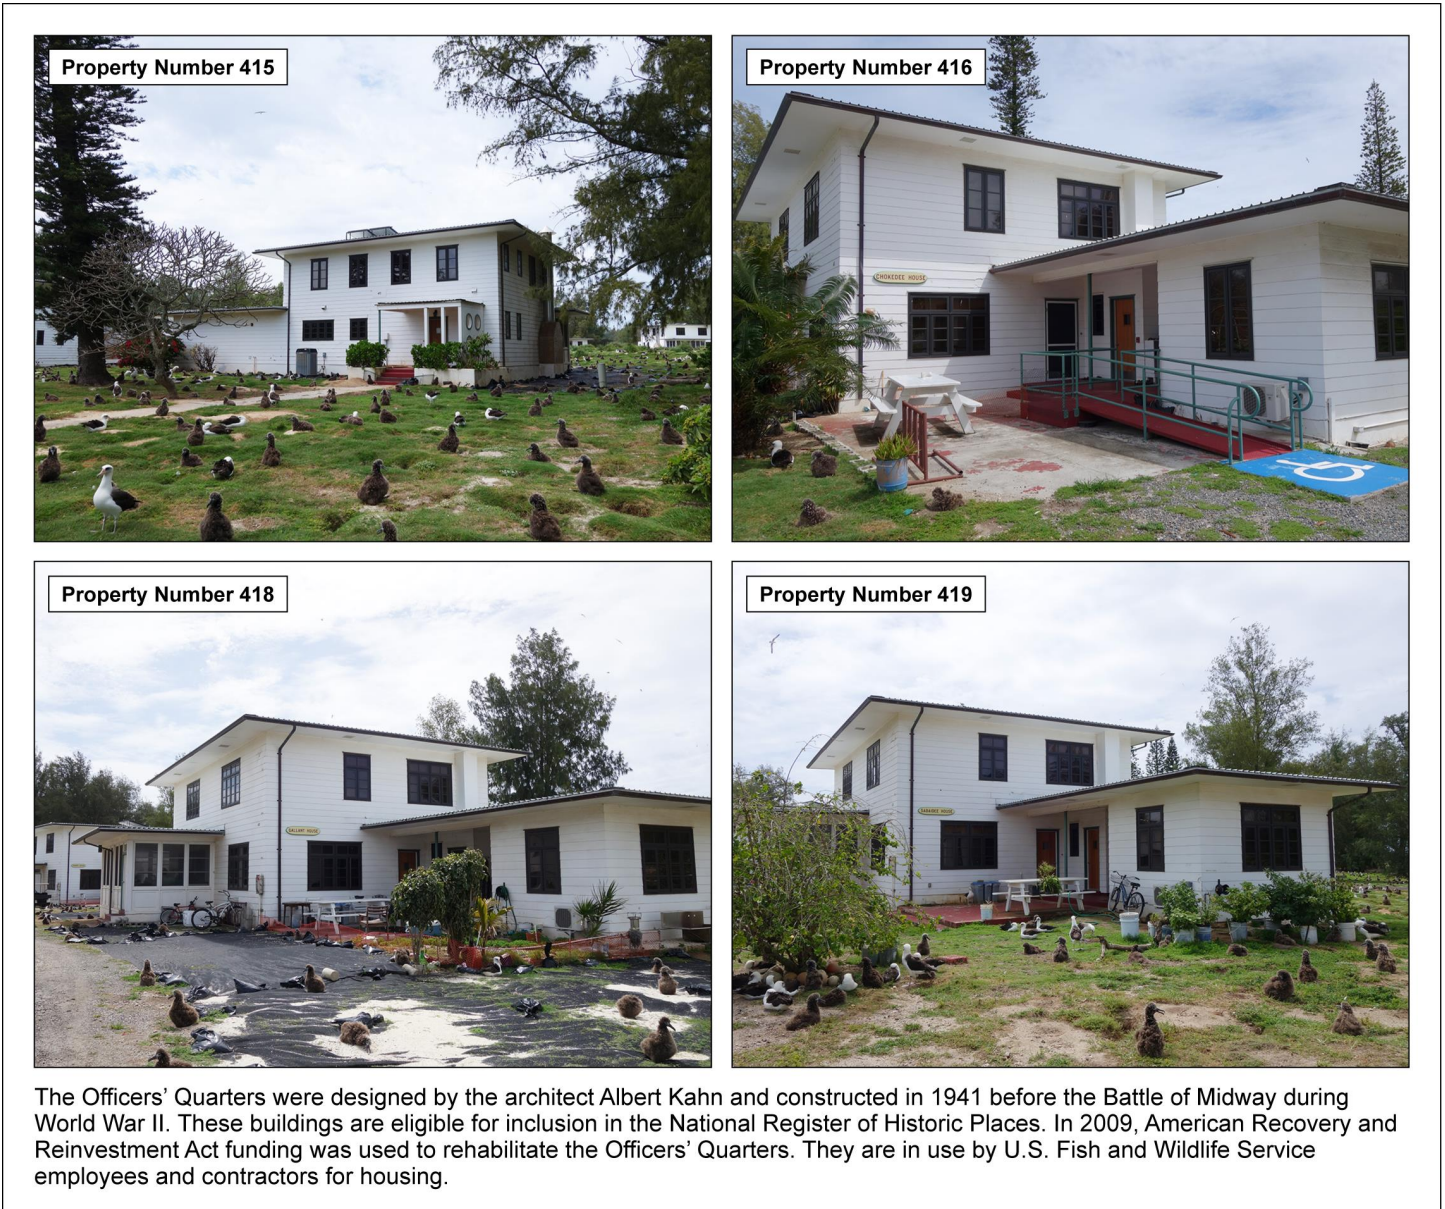 Property Number 415
Property Number 416
CHOKEDEE HOUSE
Property Number 418
GALLANT HOUSE
Property Number 419
The Officers’ Quarters were designed by the architect Albert Kahn and constructed in 1941 before the Battle of Midway during
World War II. These buildings are eligible for inclusion in the National Register of Historic Places. In 2009, American Recovery and
Reinvestment Act funding was used to rehabilitate the Officers’ Quarters. They are in use by U.S. Fish and Wildlife Service
employees and contractors for housing.